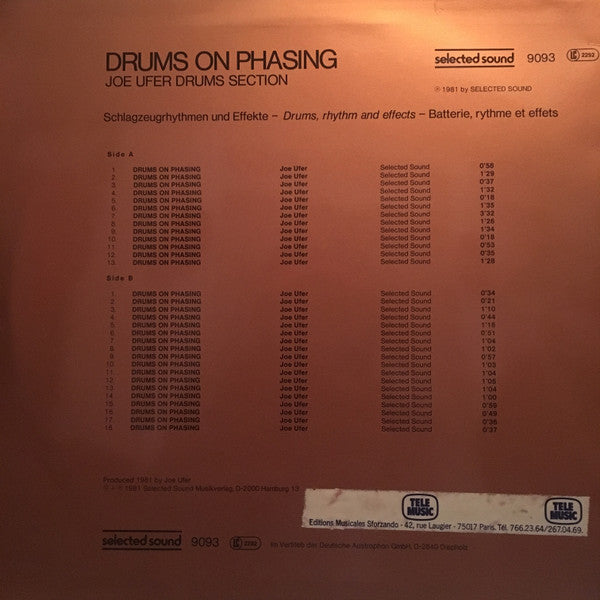 DRUMS ON PHASING
JOE UFER DRUMS SECTION
selected sound 9093 LC 2292
℗ 1981 by SELECTED SOUND
Schlagzeugrhythmen und Effekte – Drums, rhythm and effects – Batterie, rythme et effets
Side A
1. DRUMS ON PHASING Joe Ufer Selected Sound 0'56
2. DRUMS ON PHASING Joe Ufer Selected Sound 1'29
3. DRUMS ON PHASING Joe Ufer Selected Sound 0'37
4. DRUMS ON PHASING Joe Ufer Selected Sound 1'32
5. DRUMS ON PHASING Joe Ufer Selected Sound 0'18
6. DRUMS ON PHASING Joe Ufer Selected Sound 1'35
7. DRUMS ON PHASING Joe Ufer Selected Sound 3'32
8. DRUMS ON PHASING Joe Ufer Selected Sound 1'26
9. DRUMS ON PHASING Joe Ufer Selected Sound 1'34
10. DRUMS ON PHASING Joe Ufer Selected Sound 0'18
11. DRUMS ON PHASING Joe Ufer Selected Sound 0'53
12. DRUMS ON PHASING Joe Ufer Selected Sound 0'35
13. DRUMS ON PHASING Joe Ufer Selected Sound 1'28
Side B
1. DRUMS ON PHASING Joe Ufer Selected Sound 0'34
2. DRUMS ON PHASING Joe Ufer Selected Sound 0'21
3. DRUMS ON PHASING Joe Ufer Selected Sound 1'10
4. DRUMS ON PHASING Joe Ufer Selected Sound 0'44
5. DRUMS ON PHASING Joe Ufer Selected Sound 1'15
6. DRUMS ON PHASING Joe Ufer Selected Sound 0'51
7. DRUMS ON PHASING Joe Ufer Selected Sound 1'04
8. DRUMS ON PHASING Joe Ufer Selected Sound 1'02
9. DRUMS ON PHASING Joe Ufer Selected Sound 0'57
10. DRUMS ON PHASING Joe Ufer Selected Sound 1'03
11. DRUMS ON PHASING Joe Ufer Selected Sound 1'04
12. DRUMS ON PHASING Joe Ufer Selected Sound 1'05
13. DRUMS ON PHASING Joe Ufer Selected Sound 1'04
14. DRUMS ON PHASING Joe Ufer Selected Sound 1'00
15. DRUMS ON PHASING Joe Ufer Selected Sound 0'59
16. DRUMS ON PHASING Joe Ufer Selected Sound 0'49
17. DRUMS ON PHASING Joe Ufer Selected Sound 0'36
18. DRUMS ON PHASING Joe Ufer Selected Sound 0'37
Produced 1981 by Joe Ufer
© + ℗ 1981 Selected Sound Musikverlag, D-2000 Hamburg 13
TELE MUSIC
TELE MUSIC
Editions Musicales Sforzando - 42, rue Laugier - 75017 Paris. Tél. 766.23.64/267.04.69.
selected sound 9093 LC 2292 Im Vertrieb der Deutsche Austrophon GmbH, D-2840 Diepholz